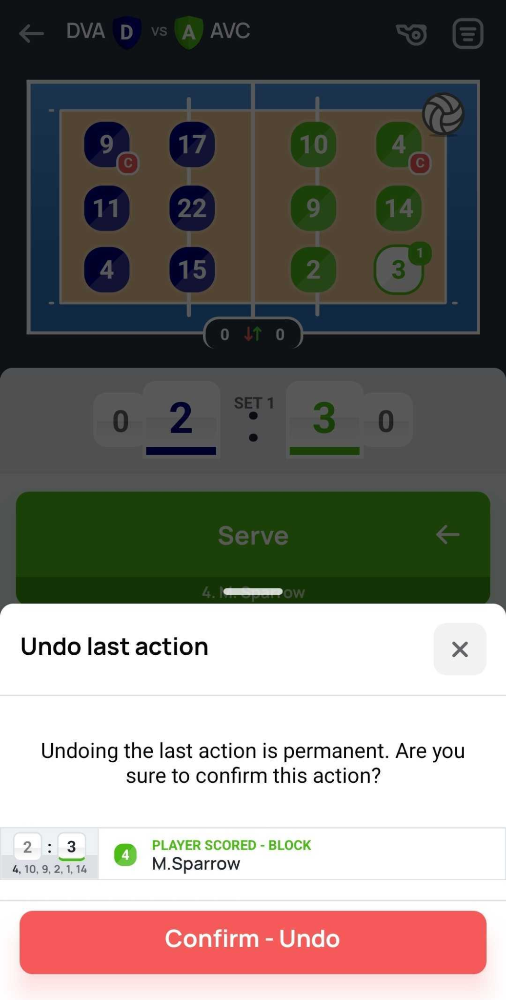 DVA D vs A AVC
9 C 17 10 4 C
11 22 9 14
4 15 2 3 1
0 0
SET 1
0 2 : 3 0
Serve
4. M. Sparrow
Undo last action
Undoing the last action is permanent. Are you
sure to confirm this action?
2 : 3
4, 10, 9, 2, 1, 14
4
PLAYER SCORED - BLOCK
M.Sparrow
Confirm - Undo